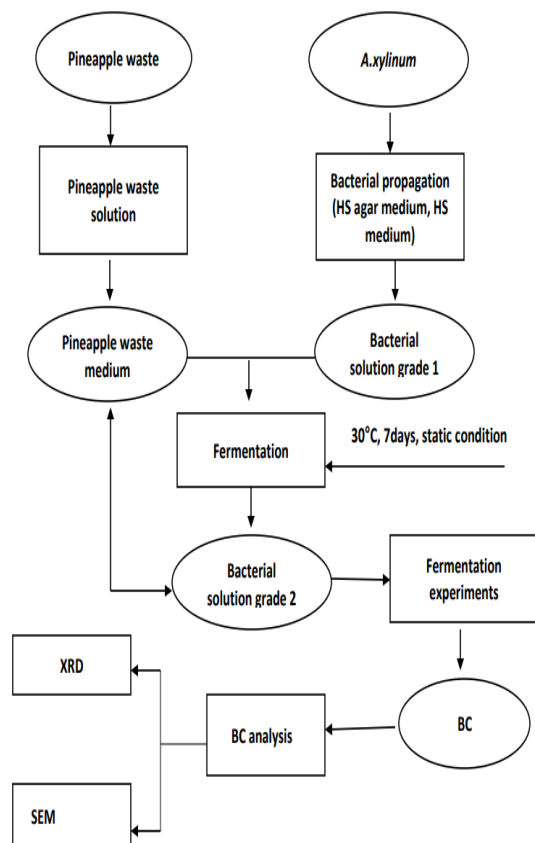 Pineapple waste
A.xylinum
Pineapple waste
solution
Bacterial propagation
(HS agar medium, HS
medium)
Pineapple waste
medium
Bacterial
solution grade 1
Fermentation
30°C, 7days, static condition
Bacterial
solution grade 2
Fermentation
experiments
XRD
BC analysis
BC
SEM